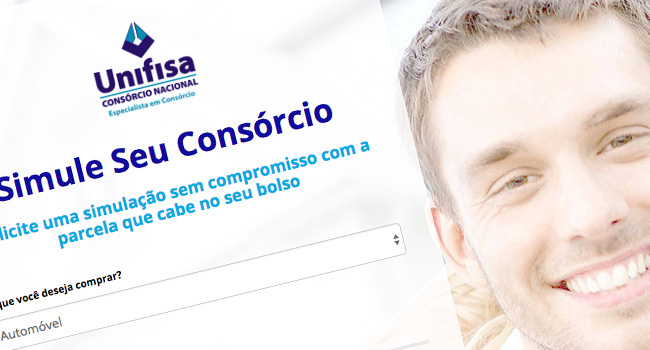 Unifisa
CONSÓRCIO NACIONAL
Especialista em Consórcio
Simule Seu Consórcio
licite uma simulação sem compromisso com a
parcela que cabe no seu bolso
que você deseja comprar?
Automóvel